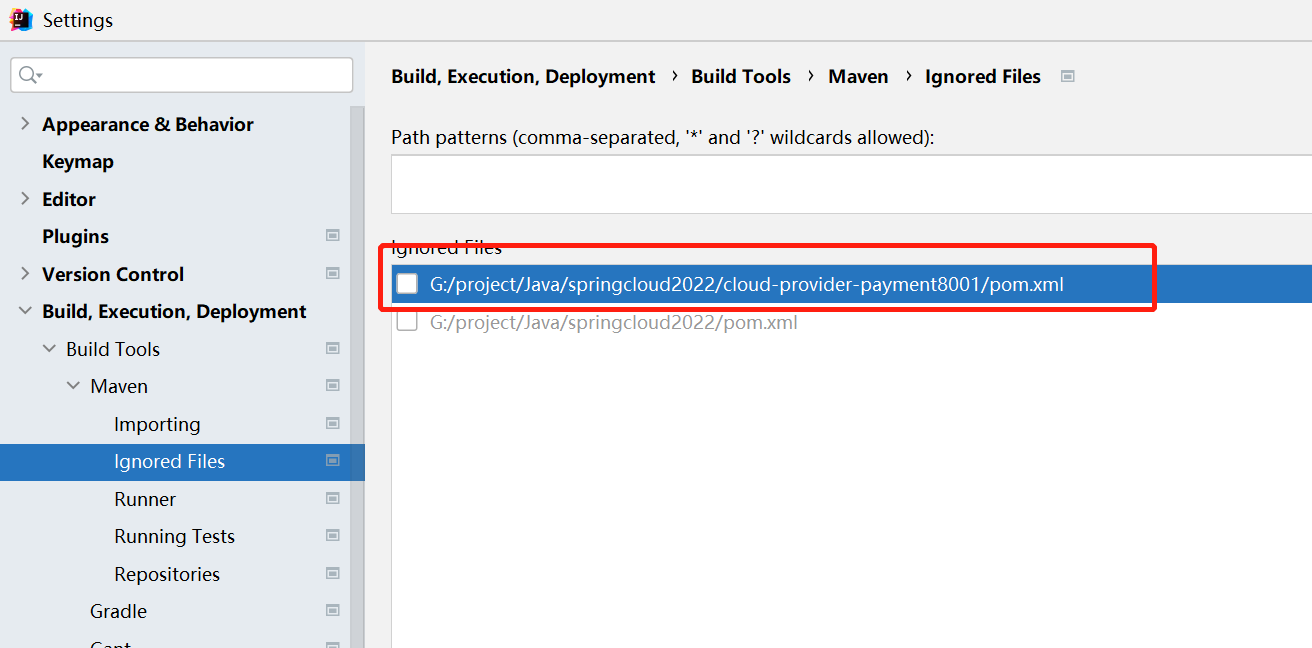 Settings
Build, Execution, Deployment › Build Tools › Maven › Ignored Files
Appearance & Behavior
Keymap
Editor
Plugins
Version Control
Build, Execution, Deployment
Build Tools
Maven
Importing
Ignored Files
Runner
Running Tests
Repositories
Gradle
Gant
Path patterns (comma-separated, '*' and '?' wildcards allowed):
Ignored Files
G:/project/Java/springcloud2022/cloud-provider-payment8001/pom.xml
G:/project/Java/springcloud2022/pom.xml